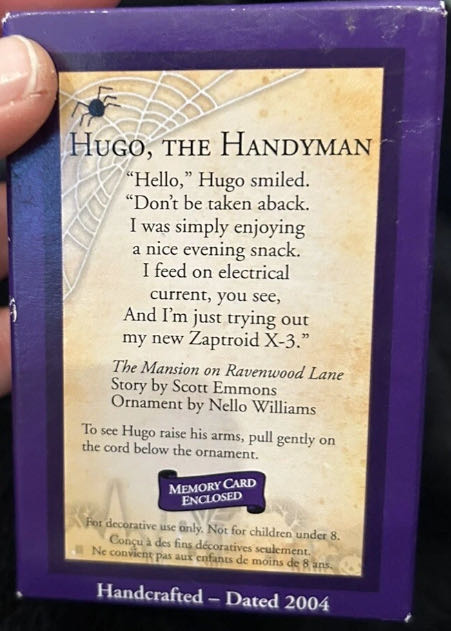 HUGO, THE HANDYMAN
“Hello,” Hugo smiled.
“Don’t be taken aback.
I was simply enjoying
a nice evening snack.
I feed on electrical
current, you see,
And I’m just trying out
my new Zaptroid X-3.”
The Mansion on Ravenwood Lane
Story by Scott Emmons
Ornament by Nello Williams
To see Hugo raise his arms, pull gently on
the cord below the ornament.
MEMORY CARD
ENCLOSED
For decorative use only. Not for children under 8.
Conçu à des fins décoratives seulement.
Ne convient pas aux enfants de moins de 8 ans.
Handcrafted – Dated 2004